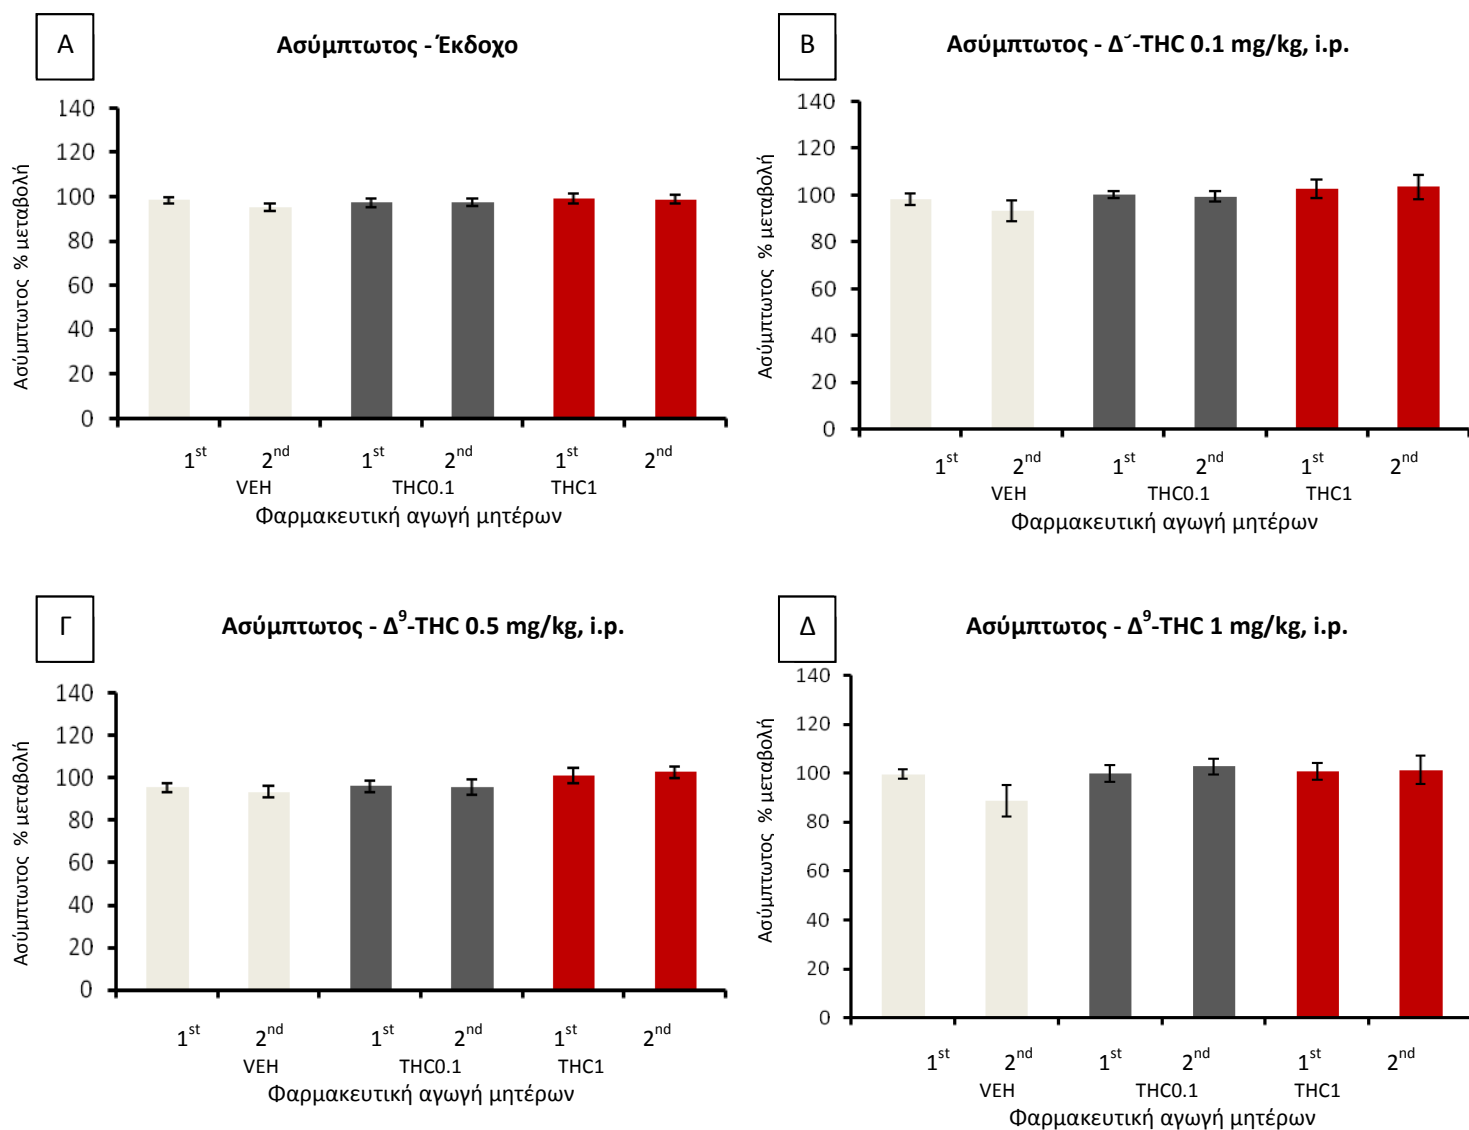 Α
Ασύμπτωτος - Έκδοχο
Ασύμπτωτος % μεταβολή
140
120
100
80
60
40
20
0
1st 2nd 1st 2nd 1st 2nd
VEH THC0.1 THC1
Φαρμακευτική αγωγή μητέρων
Β
Ασύμπτωτος - Δ˘-THC 0.1 mg/kg, i.p.
Ασύμπτωτος % μεταβολή
140
120
100
80
60
40
20
0
1st 2nd 1st 2nd 1st 2nd
VEH THC0.1 THC1
Φαρμακευτική αγωγή μητέρων
Γ
Ασύμπτωτος - Δ⁹-THC 0.5 mg/kg, i.p.
Ασύμπτωτος % μεταβολή
140
120
100
80
60
40
20
0
1st 2nd 1st 2nd 1st 2nd
VEH THC0.1 THC1
Φαρμακευτική αγωγή μητέρων
Δ
Ασύμπτωτος - Δ⁹-THC 1 mg/kg, i.p.
Ασύμπτωτος % μεταβολή
140
120
100
80
60
40
20
0
1st 2nd 1st 2nd 1st 2nd
VEH THC0.1 THC1
Φαρμακευτική αγωγή μητέρων